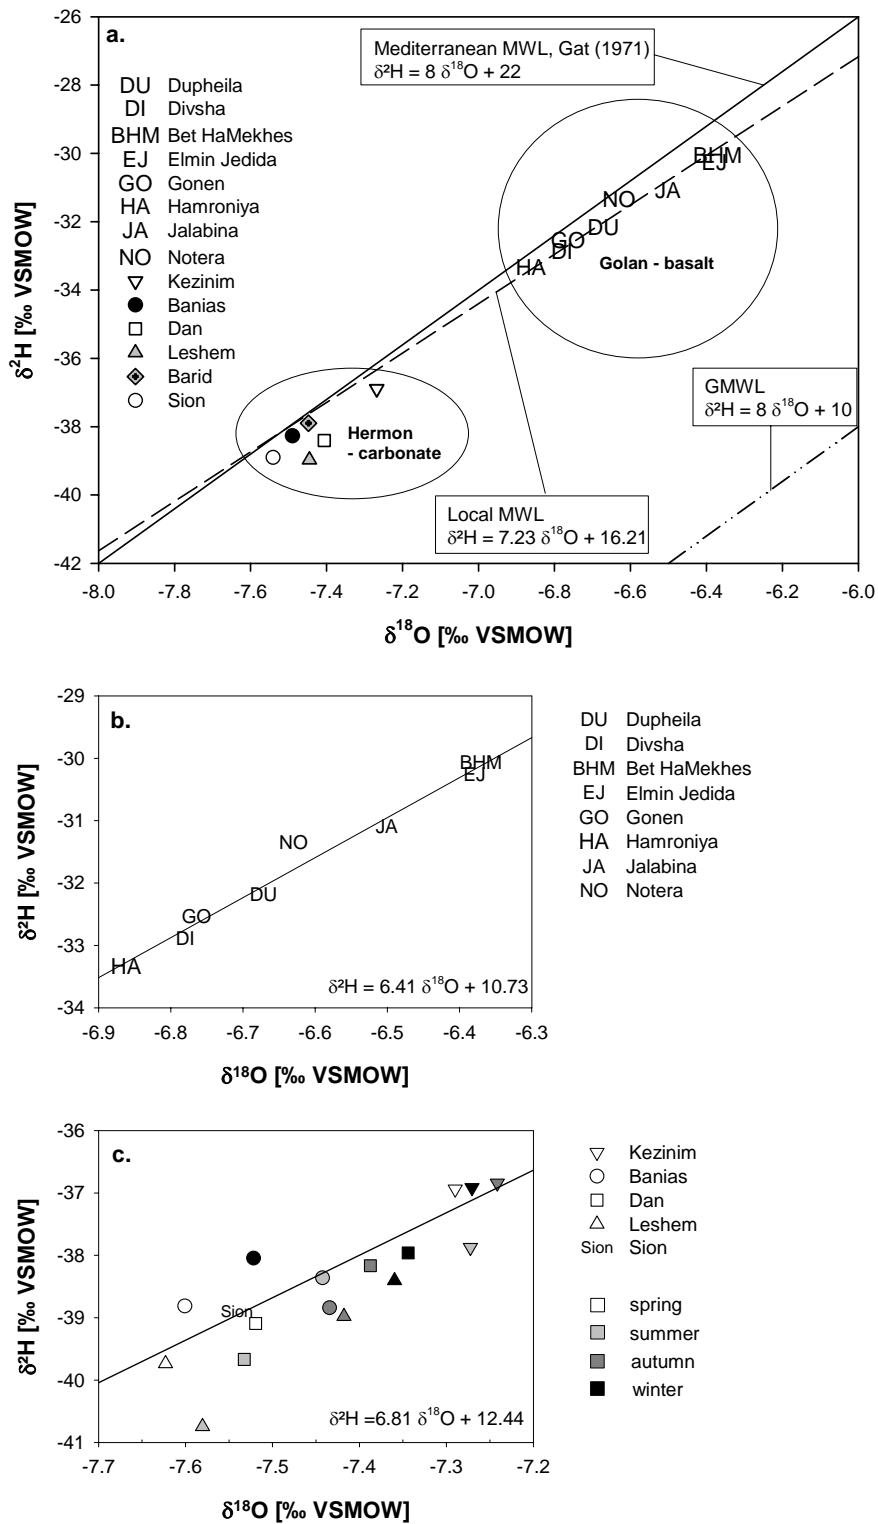 a.
Mediterranean MWL, Gat (1971)
δ²H = 8 δ¹⁸O + 22
DU Dupheila
DI Divsha
BHM Bet HaMekhes
EJ Elmin Jedida
GO Gonen
HA Hamroniya
JA Jalabina
NO Notera
Kezinim
Banias
Dan
Leshem
Barid
Sion
BHM
EJ
JA
NO
DU
GO
DI
HA
Golan - basalt
GMWL
δ²H = 8 δ¹⁸O + 10
Hermon
- carbonate
Local MWL
δ²H = 7.23 δ¹⁸O + 16.21
-26
-28
-30
-32
-34
-36
-38
-40
-42
δ²H [‰ VSMOW]
-8.0 -7.8 -7.6 -7.4 -7.2 -7.0 -6.8 -6.6 -6.4 -6.2 -6.0
δ¹⁸O [‰ VSMOW]
b.
-29
-30
-31
-32
-33
-34
δ²H [‰ VSMOW]
BHM
EJ
JA
NO
DU
GO
DI
HA
δ²H = 6.41 δ¹⁸O + 10.73
-6.9 -6.8 -6.7 -6.6 -6.5 -6.4 -6.3
δ¹⁸O [‰ VSMOW]
DU Dupheila
DI Divsha
BHM Bet HaMekhes
EJ Elmin Jedida
GO Gonen
HA Hamroniya
JA Jalabina
NO Notera
c.
-36
-37
-38
-39
-40
-41
δ²H [‰ VSMOW]
Sion
δ²H =6.81 δ¹⁸O + 12.44
-7.7 -7.6 -7.5 -7.4 -7.3 -7.2
δ¹⁸O [‰ VSMOW]
Kezinim
Banias
Dan
Leshem
Sion Sion
spring
summer
autumn
winter